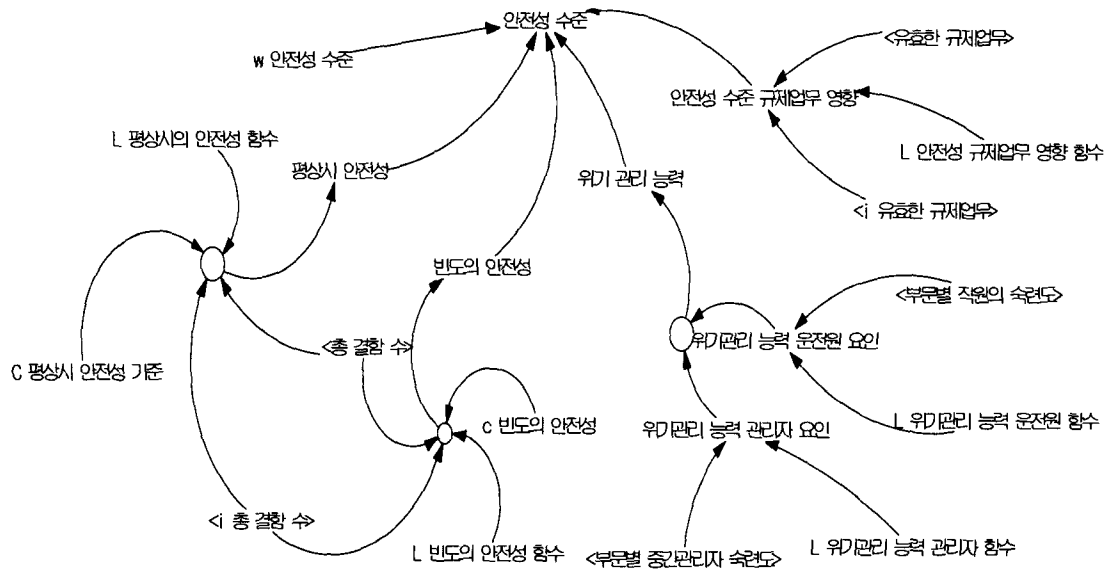 안전성 수준
<유효한 규제업무>
w 안전성 수준
안전성 수준 규제업무 영향
L 평상시의 안전성 함수
L 안전성 규제업무 영향 함수
평상시 안전성
위기 관리 능력
<i 유효한 규제업무>
빈도의 안전성
<부문별 직원의 숙련도>
<총 결함 수>
위기관리 능력 운전원 요인
C 평상시 안전성 기준
c 빈도의 안전성
위기관리 능력 관리자 요인
L 위기관리 능력 운전원 함수
<i 총 결함 수>
L 빈도의 안전성 함수
<부문별 중간관리자 숙련도>
L 위기관리 능력 관리자 함수